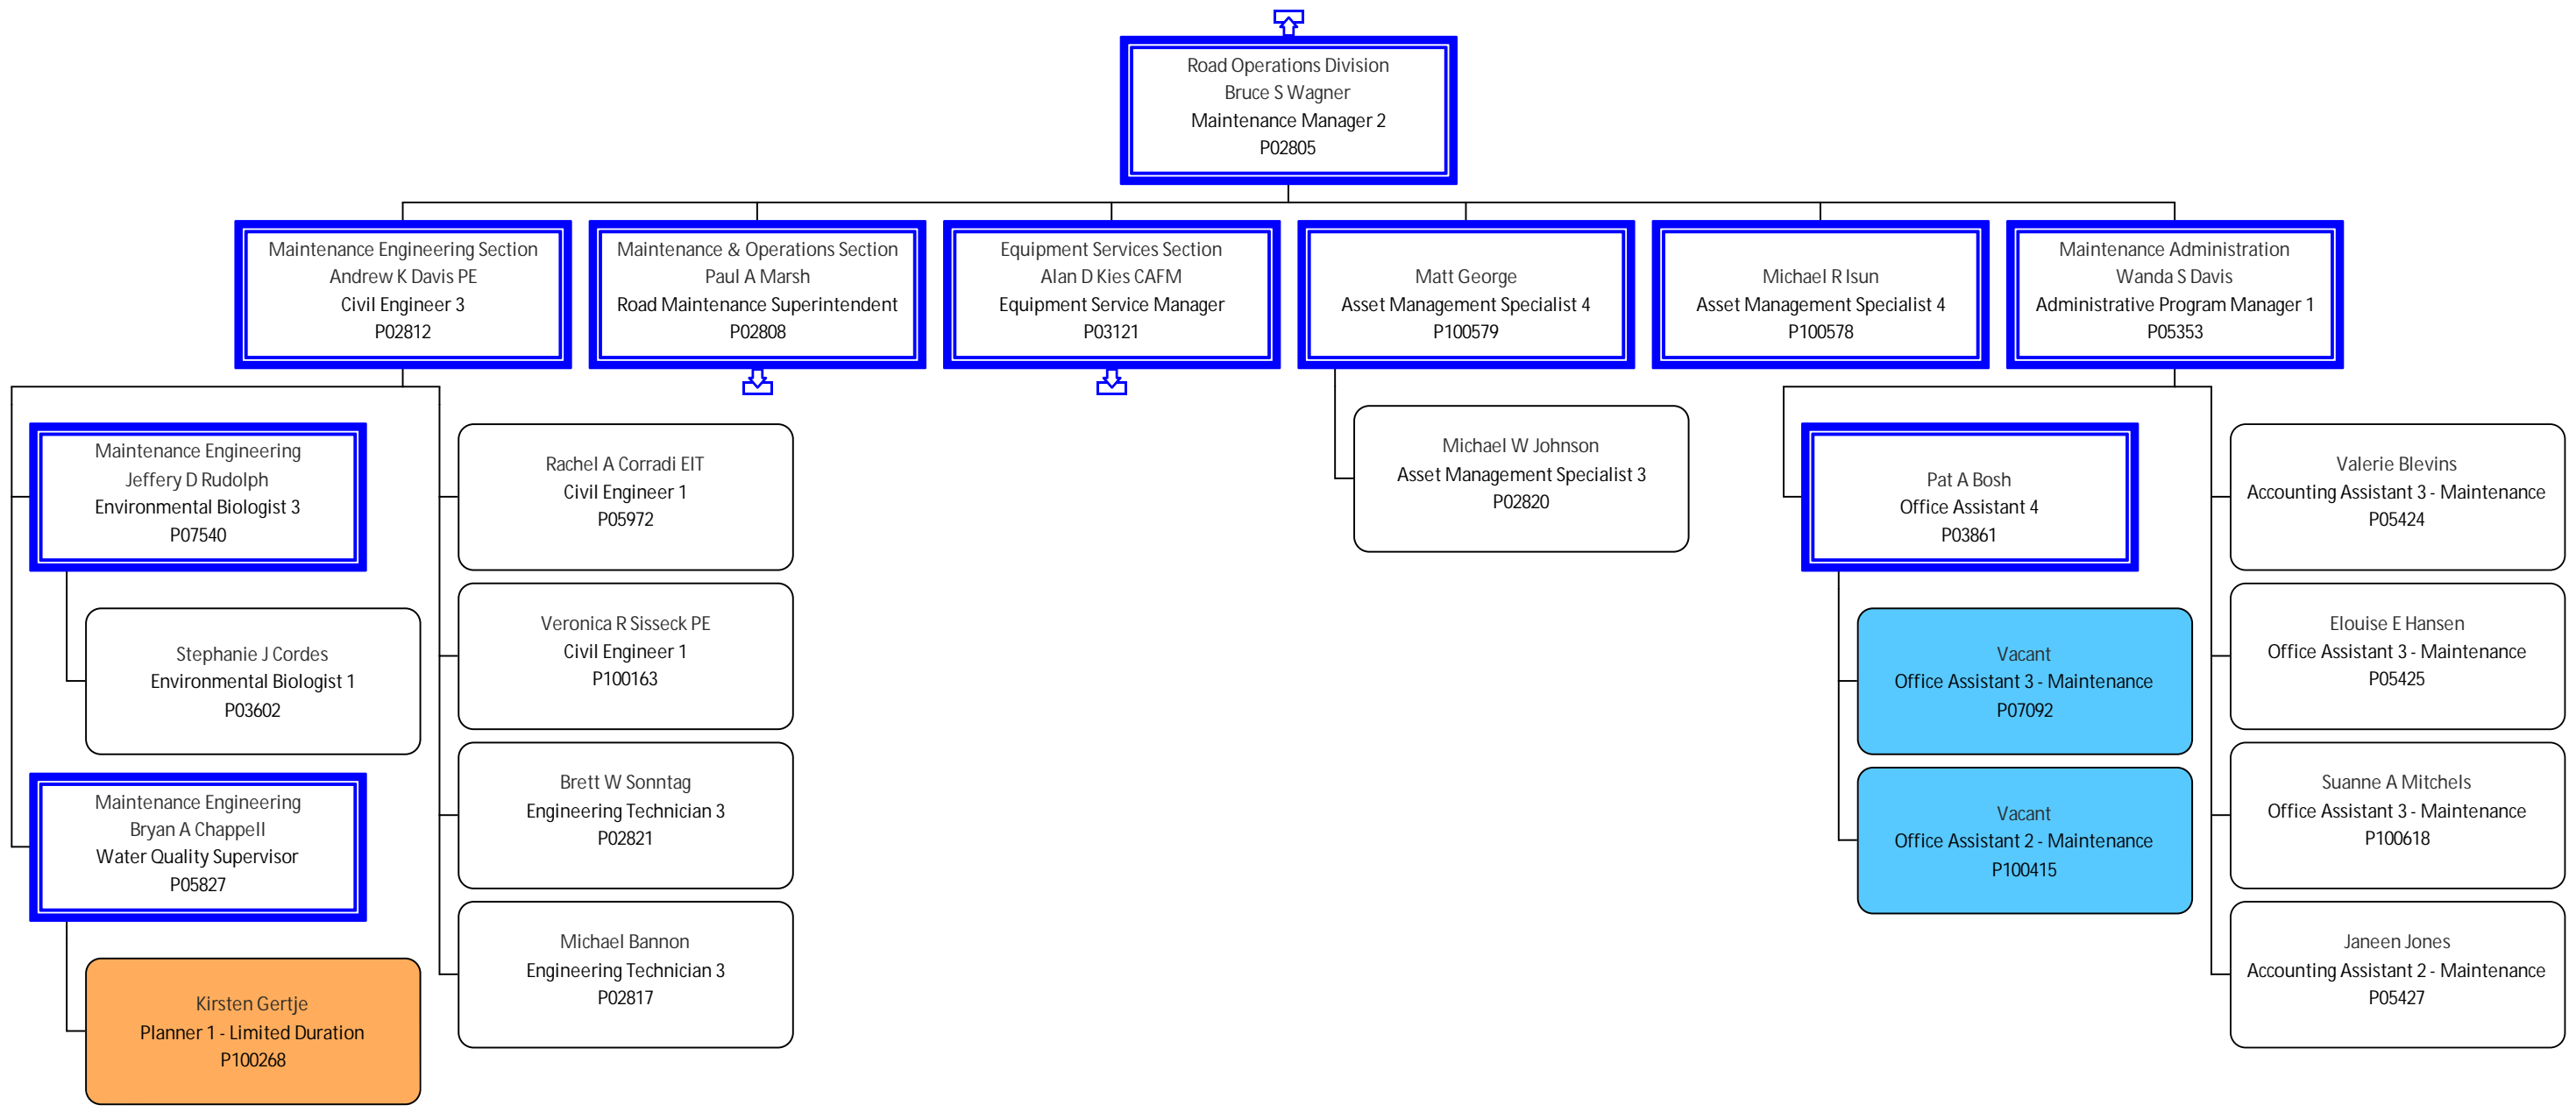 Road Operations Division
Bruce S Wagner
Maintenance Manager 2
P02805
Maintenance Engineering Section
Andrew K Davis PE
Civil Engineer 3
P02812
Maintenance & Operations Section
Paul A Marsh
Road Maintenance Superintendent
P02808
Equipment Services Section
Alan D Kies CAFM
Equipment Service Manager
P03121
Matt George
Asset Management Specialist 4
P100579
Michael R Isun
Asset Management Specialist 4
P100578
Maintenance Administration
Wanda S Davis
Administrative Program Manager 1
P05353
Maintenance Engineering
Jeffery D Rudolph
Environmental Biologist 3
P07540
Stephanie J Cordes
Environmental Biologist 1
P03602
Maintenance Engineering
Bryan A Chappell
Water Quality Supervisor
P05827
Kirsten Gertje
Planner 1 - Limited Duration
P100268
Rachel A Corradi EIT
Civil Engineer 1
P05972
Veronica R Sisseck PE
Civil Engineer 1
P100163
Brett W Sonntag
Engineering Technician 3
P02821
Michael Bannon
Engineering Technician 3
P02817
Michael W Johnson
Asset Management Specialist 3
P02820
Pat A Bosh
Office Assistant 4
P03861
Vacant
Office Assistant 3 - Maintenance
P07092
Vacant
Office Assistant 2 - Maintenance
P100415
Valerie Blevins
Accounting Assistant 3 - Maintenance
P05424
Elouise E Hansen
Office Assistant 3 - Maintenance
P05425
Suanne A Mitchels
Office Assistant 3 - Maintenance
P100618
Janeen Jones
Accounting Assistant 2 - Maintenance
P05427